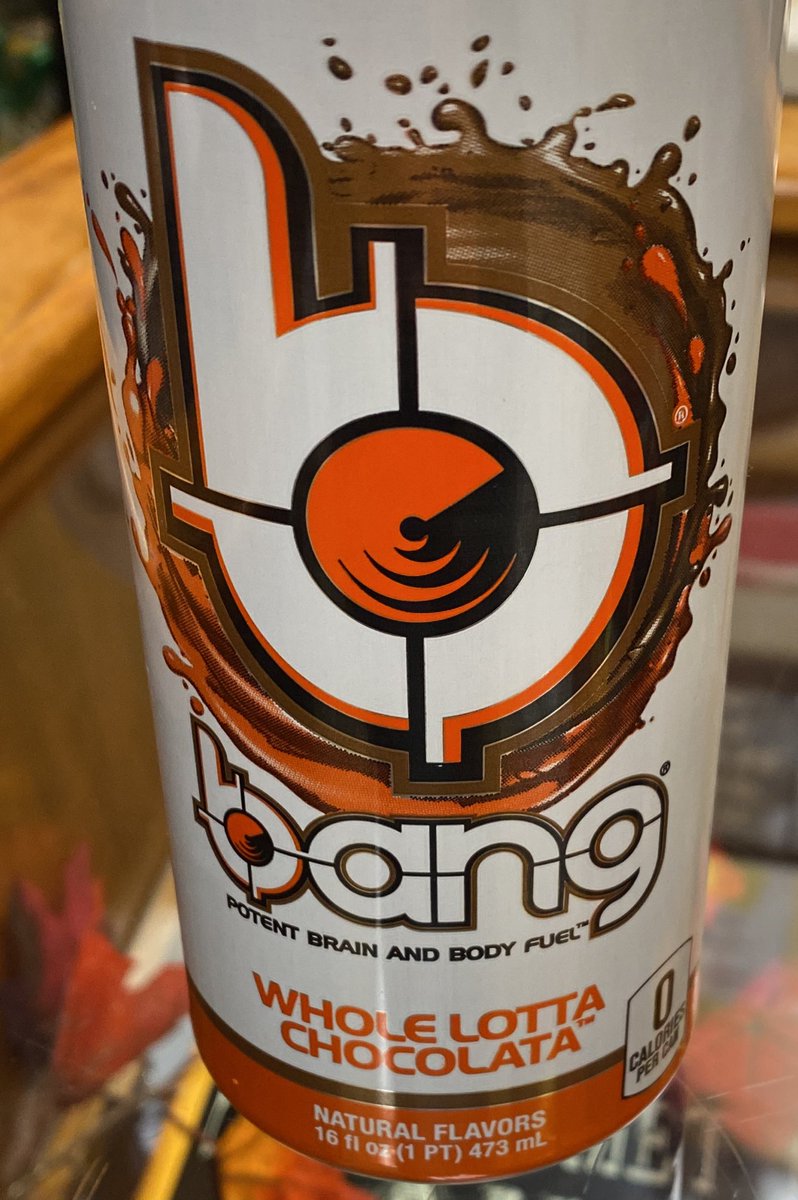 b®
bang®
POTENT BRAIN AND BODY FUEL™
WHOLE LOTTA
CHOCOLATA™
0
CALORIES
PER CAN
NATURAL FLAVORS
16 fl oz (1 PT) 473 mL